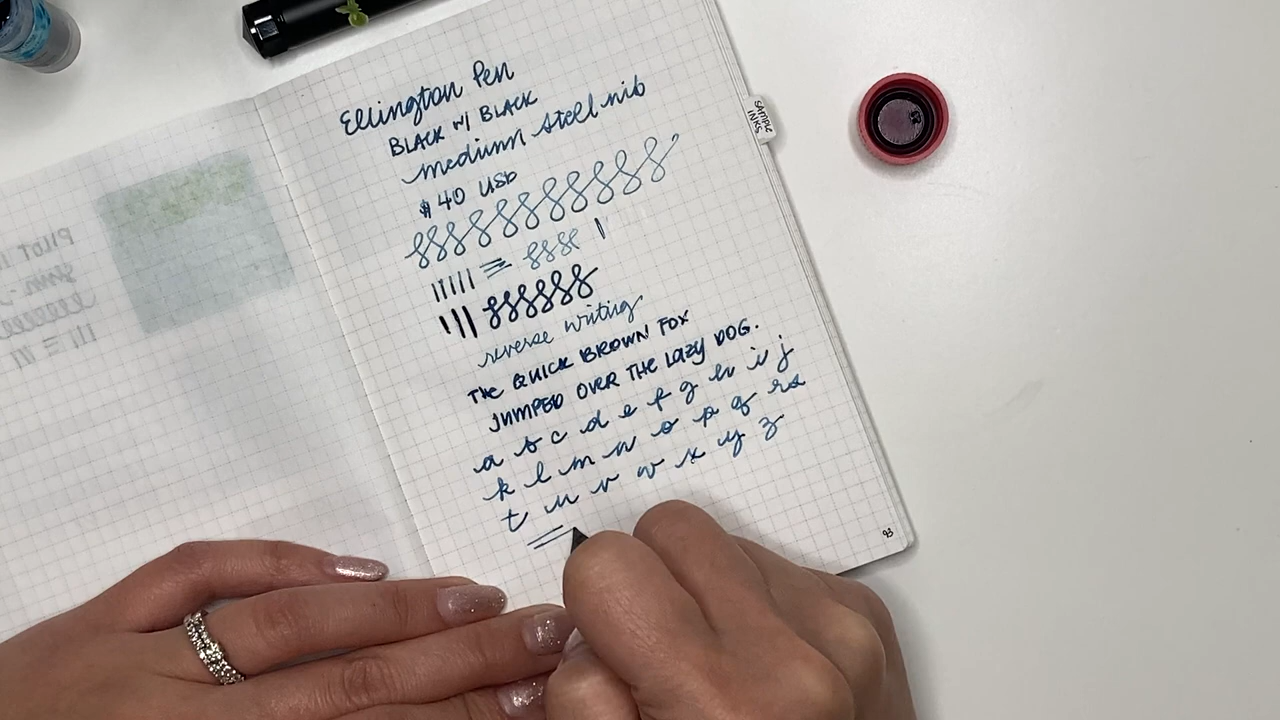 Ellington Pen
BLACK W/ BLACK
medium steel nib
$40 USD
reverse writing
THE QUICK BROWN FOX
JUMPED OVER THE LAZY DOG.
a b c d e f g h i j
k l m n o p q r s
t u v w x y z
SAMPLE
INKS
93